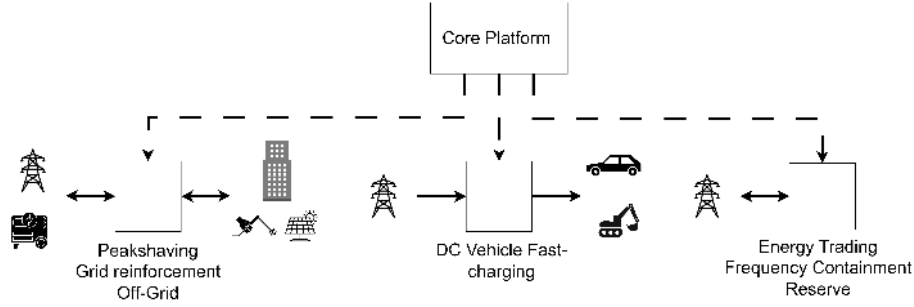 Core Platform
Peakshaving
Grid reinforcement
Off-Grid
DC Vehicle Fast-
charging
Energy Trading
Frequency Containment
Reserve